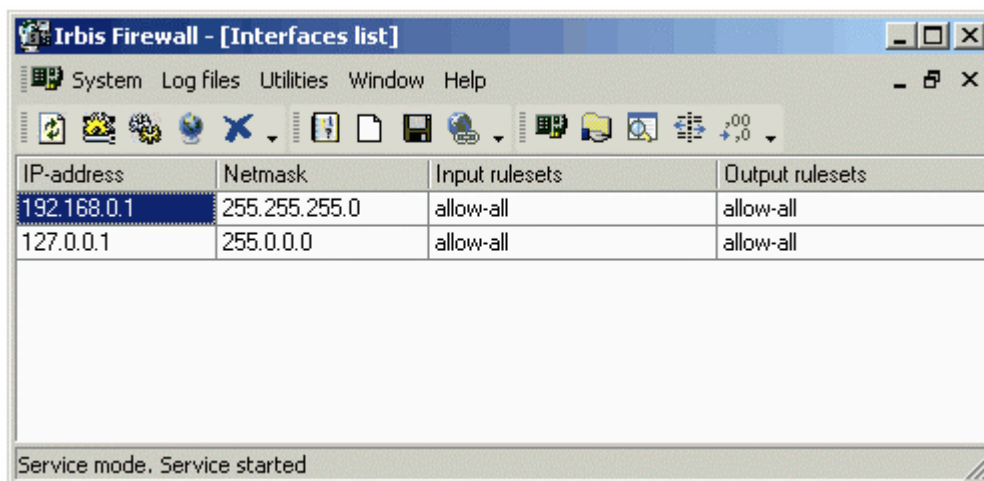 Irbis Firewall - [Interfaces list]
System Log files Utilities Window Help
IP-address Netmask Input rulesets Output rulesets
192.168.0.1 255.255.255.0 allow-all allow-all
127.0.0.1 255.0.0.0 allow-all allow-all
Service mode. Service started